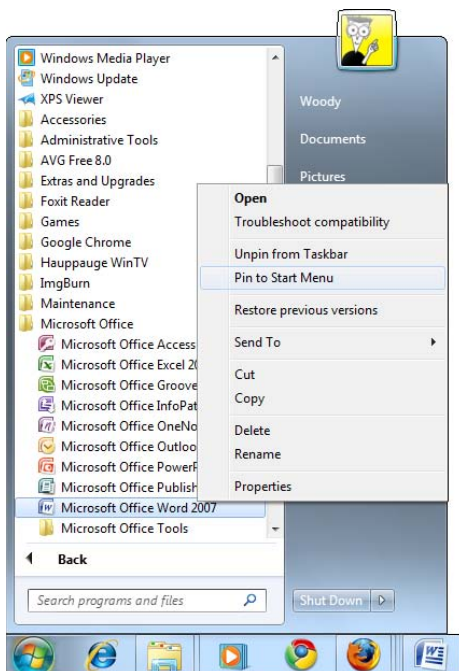 Windows Media Player
Windows Update
XPS Viewer
Accessories
Administrative Tools
AVG Free 8.0
Extras and Upgrades
Foxit Reader
Games
Google Chrome
Hauppauge WinTV
ImgBurn
Maintenance
Microsoft Office
Microsoft Office Access
Microsoft Office Excel 20
Microsoft Office Groove
Microsoft Office InfoPat
Microsoft Office OneNo
Microsoft Office Outloo
Microsoft Office PowerP
Microsoft Office Publish
Microsoft Office Word 2007
Microsoft Office Tools
Back
Search programs and files
Woody
Documents
Pictures
Open
Troubleshoot compatibility
Unpin from Taskbar
Pin to Start Menu
Restore previous versions
Send To
Cut
Copy
Delete
Rename
Properties
Shut Down